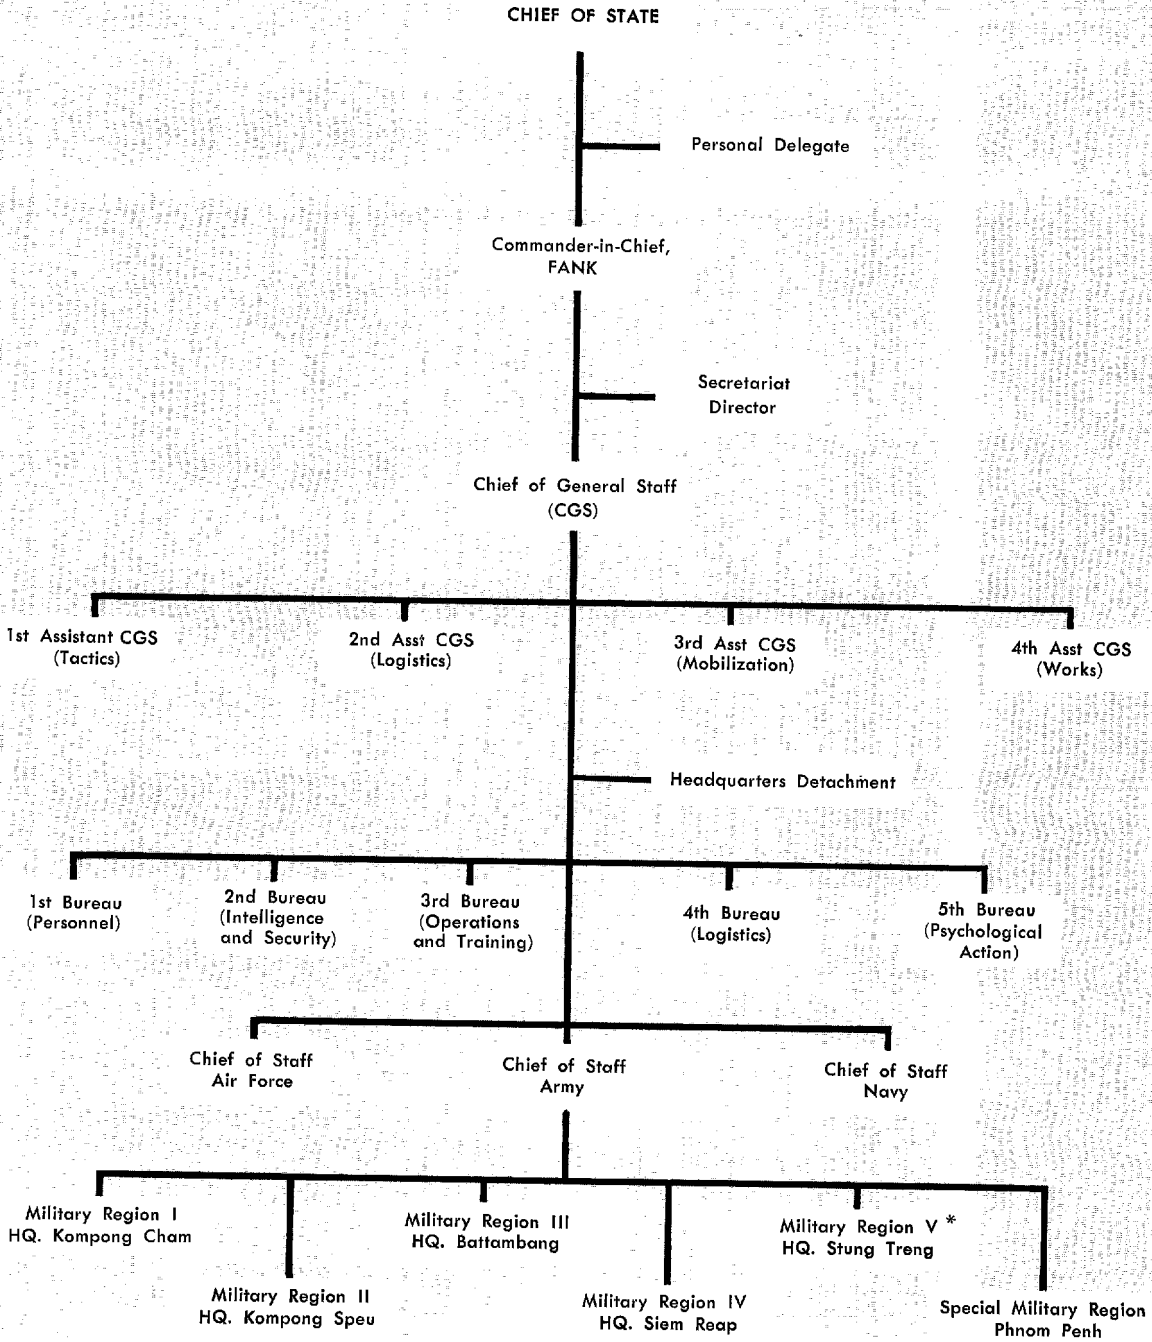 CHIEF OF STATE
Personal Delegate
Commander-in-Chief,
FANK
Secretariat
Director
Chief of General Staff
(CGS)
1st Assistant CGS
(Tactics)
2nd Asst CGS
(Logistics)
3rd Asst CGS
(Mobilization)
4th Asst CGS
(Works)
Headquarters Detachment
1st Bureau
(Personnel)
2nd Bureau
(Intelligence
and Security)
3rd Bureau
(Operations
and Training)
4th Bureau
(Logistics)
5th Bureau
(Psychological
Action)
Chief of Staff
Air Force
Chief of Staff
Army
Chief of Staff
Navy
Military Region I
HQ. Kompong Cham
Military Region II
HQ. Kompong Speu
Military Region III
HQ. Battambang
Military Region IV
HQ. Siem Reap
Military Region V *
HQ. Stung Treng
Special Military Region
Phnom Penh